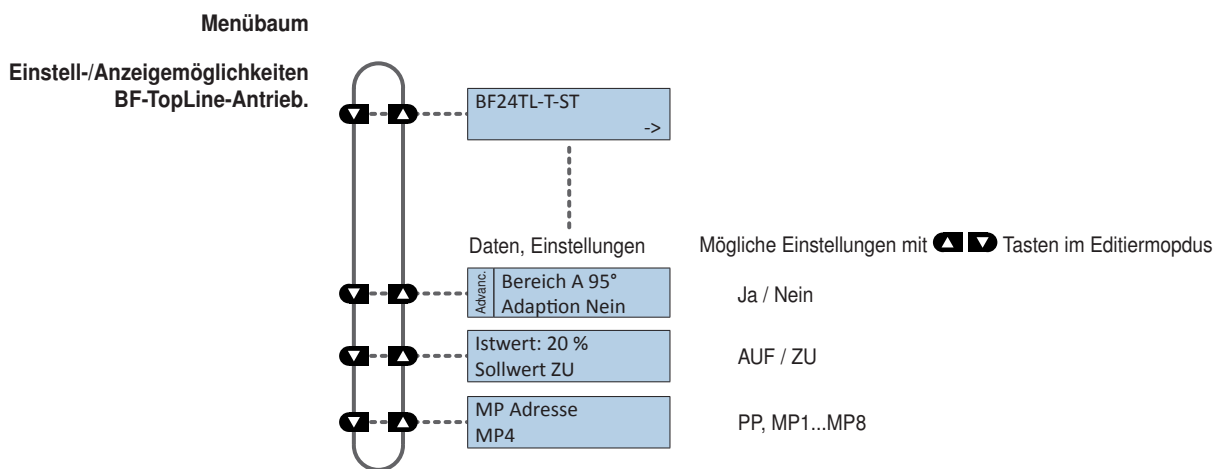 Menübaum
Einstell-/Anzeigemöglichkeiten
BF-TopLine-Antrieb.
BF24TL-T-ST
->
Daten, Einstellungen
Mögliche Einstellungen mit Tasten im Editiermopdus
Advanc.
Bereich A 95°
Adaption Nein
Ja / Nein
Istwert: 20 %
Sollwert ZU
AUF / ZU
MP Adresse
MP4
PP, MP1...MP8